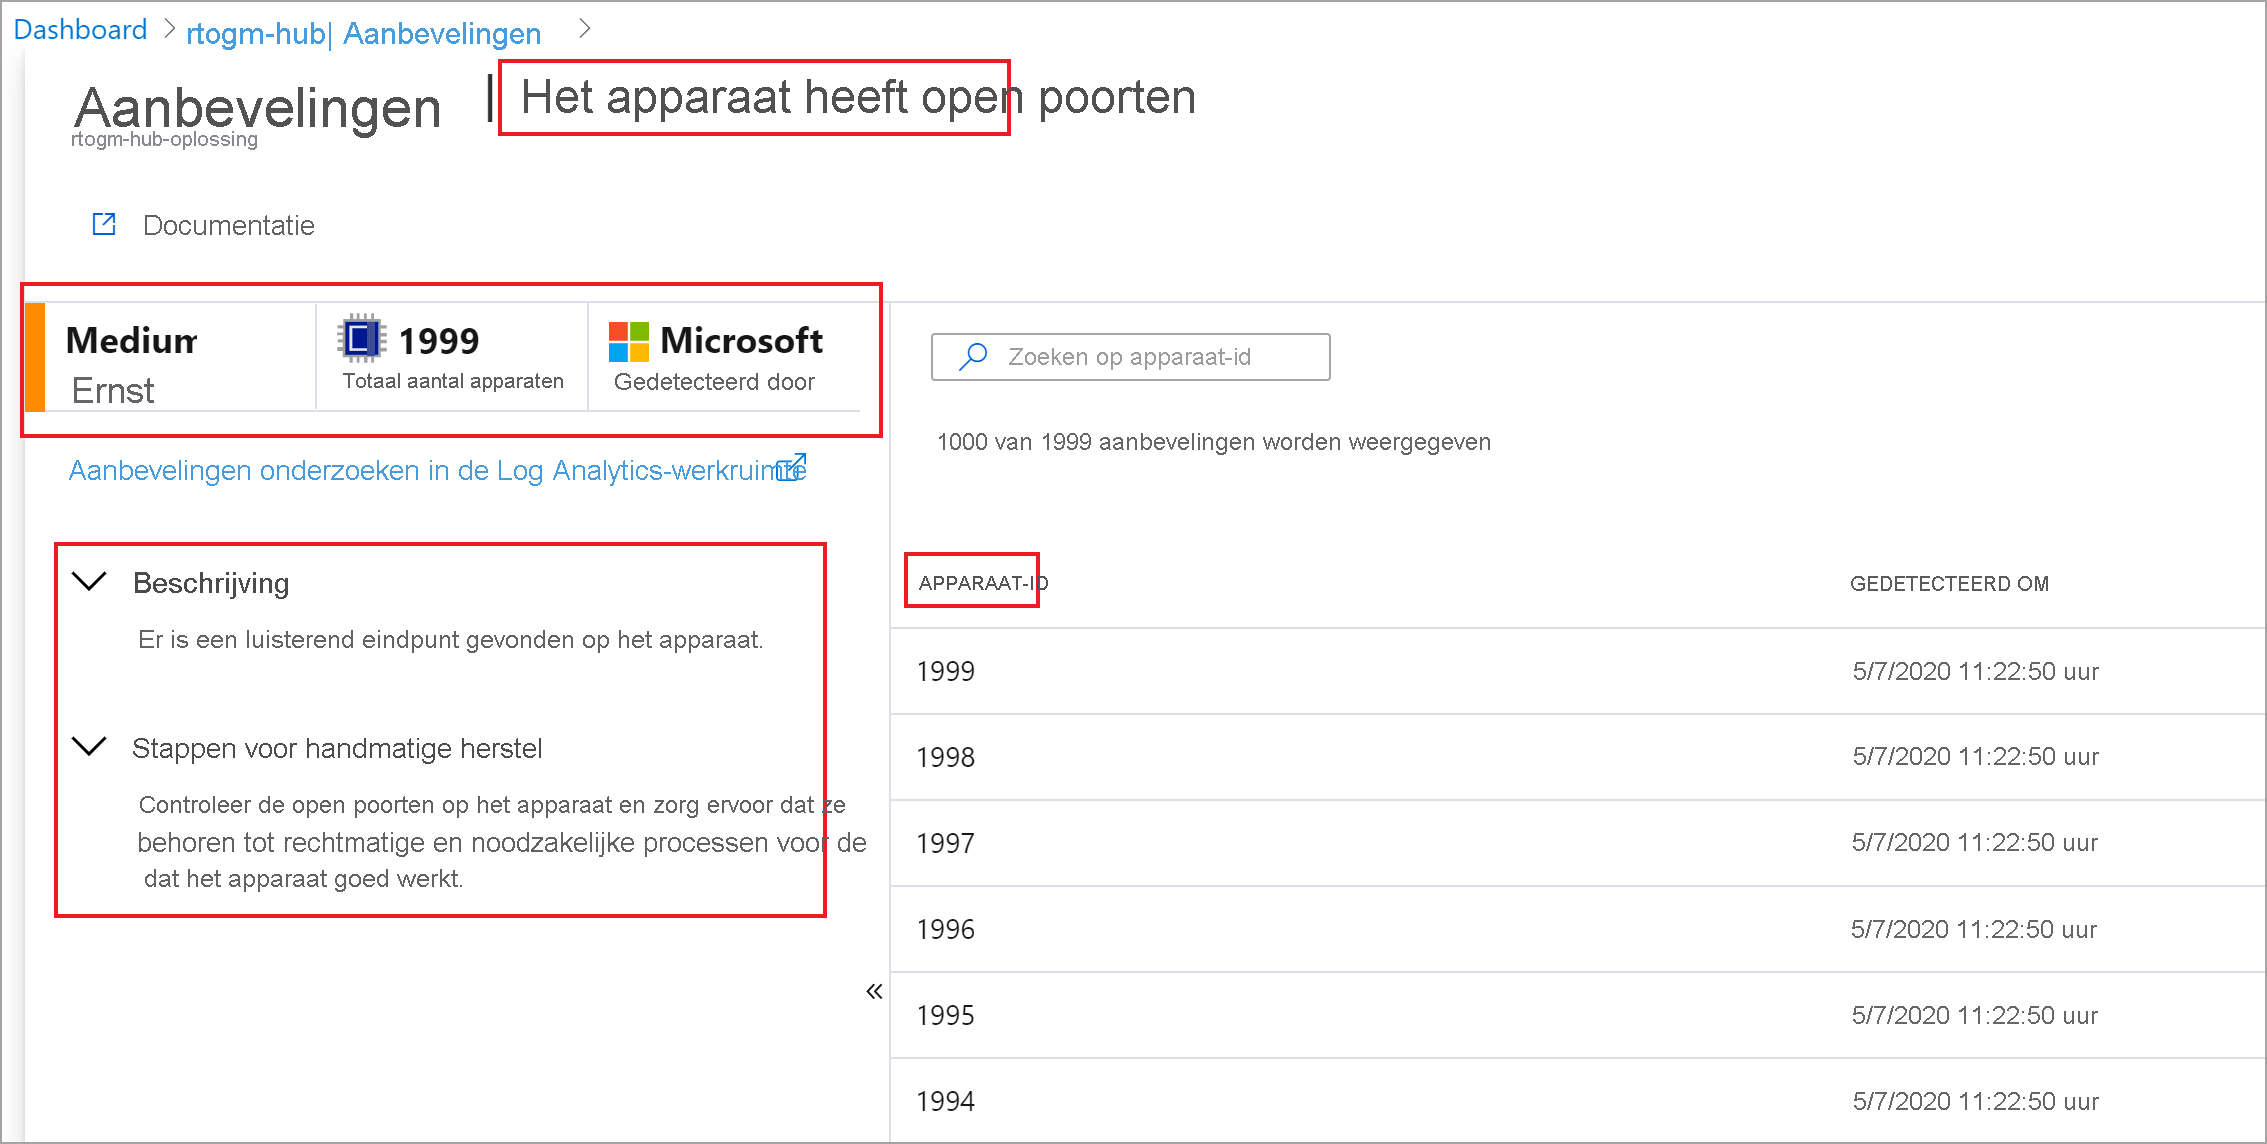 Dashboard > rtogm-hub| Aanbevelingen >
Aanbevelingen | Het apparaat heeft open poorten
rtogm-hub-oplossing
Documentatie
Medium
Ernst
1999
Totaal aantal apparaten
Microsoft
Gedetecteerd door
Aanbevelingen onderzoeken in de Log Analytics-werkruimte
Beschrijving
Er is een luisterend eindpunt gevonden op het apparaat.
Stappen voor handmatige herstel
Controleer de open poorten op het apparaat en zorg ervoor dat ze
behoren tot rechtmatige en noodzakelijke processen voor de
dat het apparaat goed werkt.
«
Zoeken op apparaat-id
1000 van 1999 aanbevelingen worden weergegeven
APPARAAT-ID GEDETECTEERD OM
1999 5/7/2020 11:22:50 uur
1998 5/7/2020 11:22:50 uur
1997 5/7/2020 11:22:50 uur
1996 5/7/2020 11:22:50 uur
1995 5/7/2020 11:22:50 uur
1994 5/7/2020 11:22:50 uur